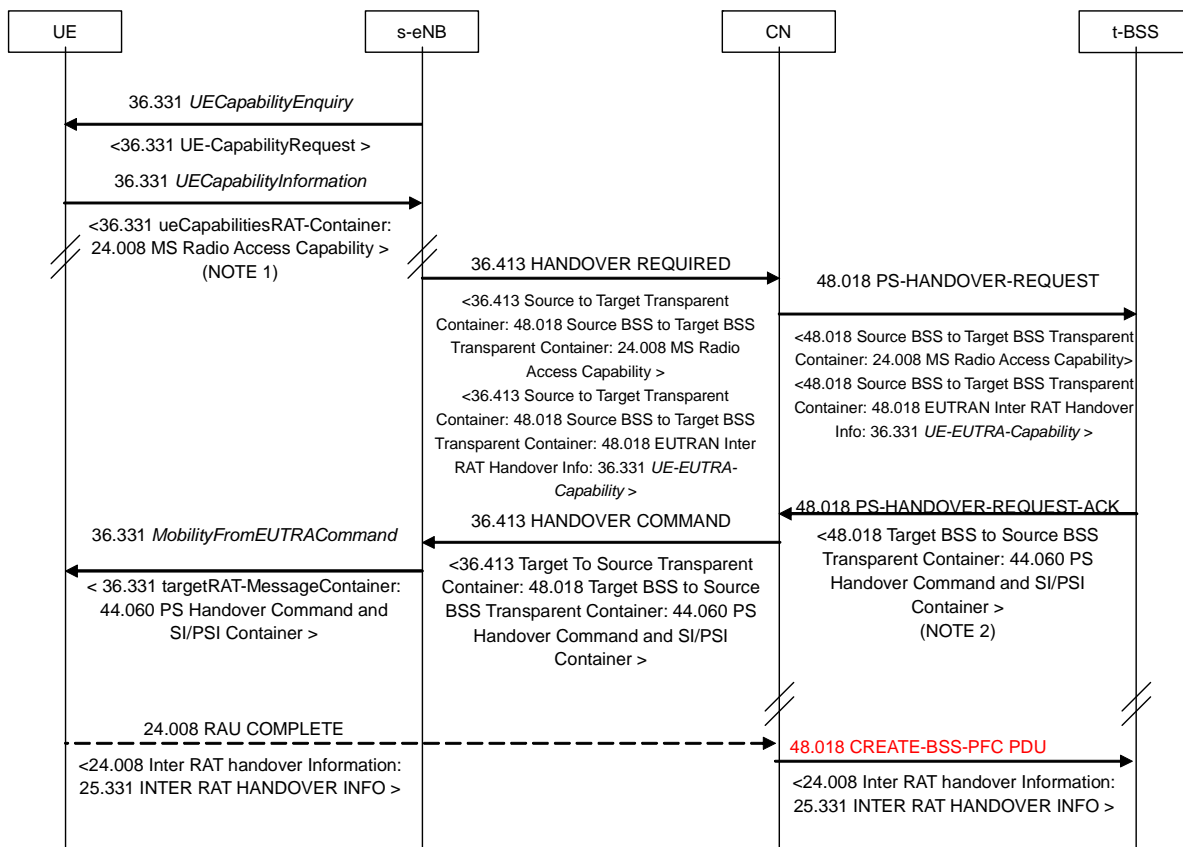 UE
s-eNB
CN
t-BSS
36.331 UECapabilityEnquiry
<36.331 UE-CapabilityRequest >
36.331 UECapabilityInformation
<36.331 ueCapabilitiesRAT-Container:
24.008 MS Radio Access Capability >
(NOTE 1)
36.413 HANDOVER REQUIRED
<36.413 Source to Target Transparent
Container: 48.018 Source BSS to Target BSS
Transparent Container: 24.008 MS Radio
Access Capability >
<36.413 Source to Target Transparent
Container: 48.018 Source BSS to Target BSS
Transparent Container: 48.018 EUTRAN Inter
RAT Handover Info: 36.331 UE-EUTRA-
Capability >
48.018 PS-HANDOVER-REQUEST
<48.018 Source BSS to Target BSS Transparent
Container: 24.008 MS Radio Access Capability>
<48.018 Source BSS to Target BSS Transparent
Container: 48.018 EUTRAN Inter RAT Handover
Info: 36.331 UE-EUTRA-Capability >
48.018 PS-HANDOVER-REQUEST-ACK
<48.018 Target BSS to Source BSS
Transparent Container: 44.060 PS
Handover Command and SI/PSI
Container >
(NOTE 2)
36.413 HANDOVER COMMAND
<36.413 Target To Source Transparent
Container: 48.018 Target BSS to Source
BSS Transparent Container: 44.060 PS
Handover Command and SI/PSI
Container >
36.331 MobilityFromEUTRACommand
< 36.331 targetRAT-MessageContainer:
44.060 PS Handover Command and
SI/PSI Container >
24.008 RAU COMPLETE
<24.008 Inter RAT handover Information:
25.331 INTER RAT HANDOVER INFO >
48.018 CREATE-BSS-PFC PDU
<24.008 Inter RAT handover Information:
25.331 INTER RAT HANDOVER INFO >